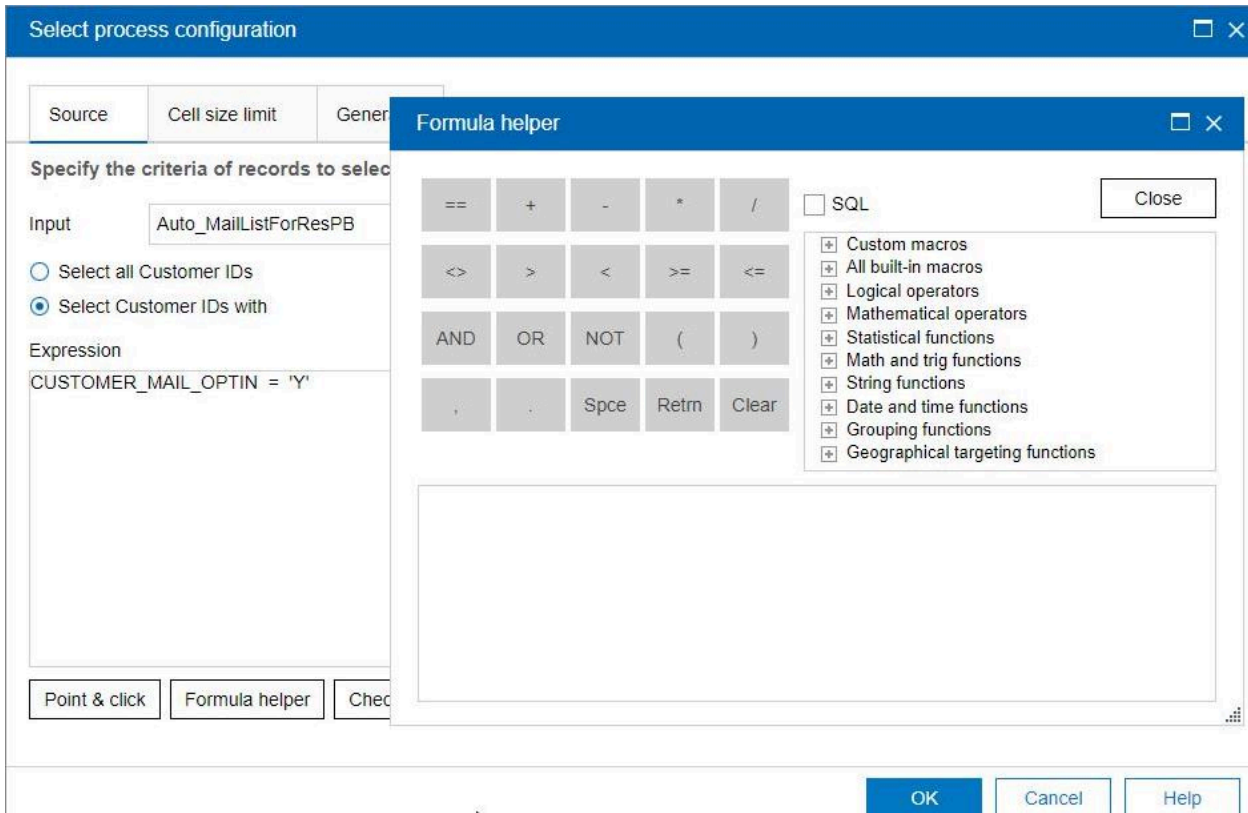 Select process configuration
Source Cell size limit Gener
Specify the criteria of records to selec
Input Auto_MailListForResPB
Select all Customer IDs
Select Customer IDs with
Expression
CUSTOMER_MAIL_OPTIN = 'Y'
Point & click Formula helper Chec
Formula helper
== + - * /
<> > < >= <=
AND OR NOT ( )
, . Spce Retrn Clear
SQL Close
Custom macros
All built-in macros
Logical operators
Mathematical operators
Statistical functions
Math and trig functions
String functions
Date and time functions
Grouping functions
Geographical targeting functions
OK Cancel Help